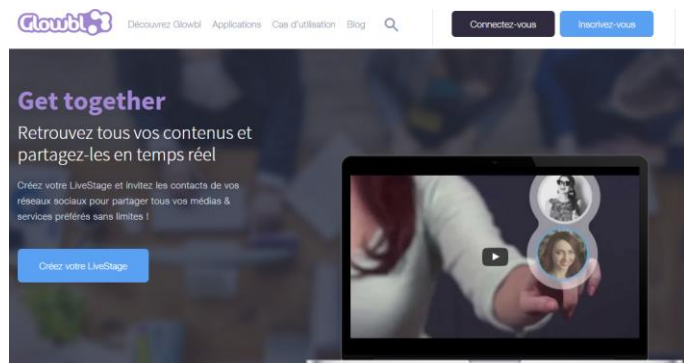 Glowbl
Découvrez Glowbl Applications Cas d'utilisation Blog
Connectez-vous
Inscrivez-vous
Get together
Retrouvez tous vos contenus et
partagez-les en temps réel
Créez votre LiveStage et invitez les contacts de vos
réseaux sociaux pour partager tous vos médias &
services préférés sans limites !
Créez votre LiveStage